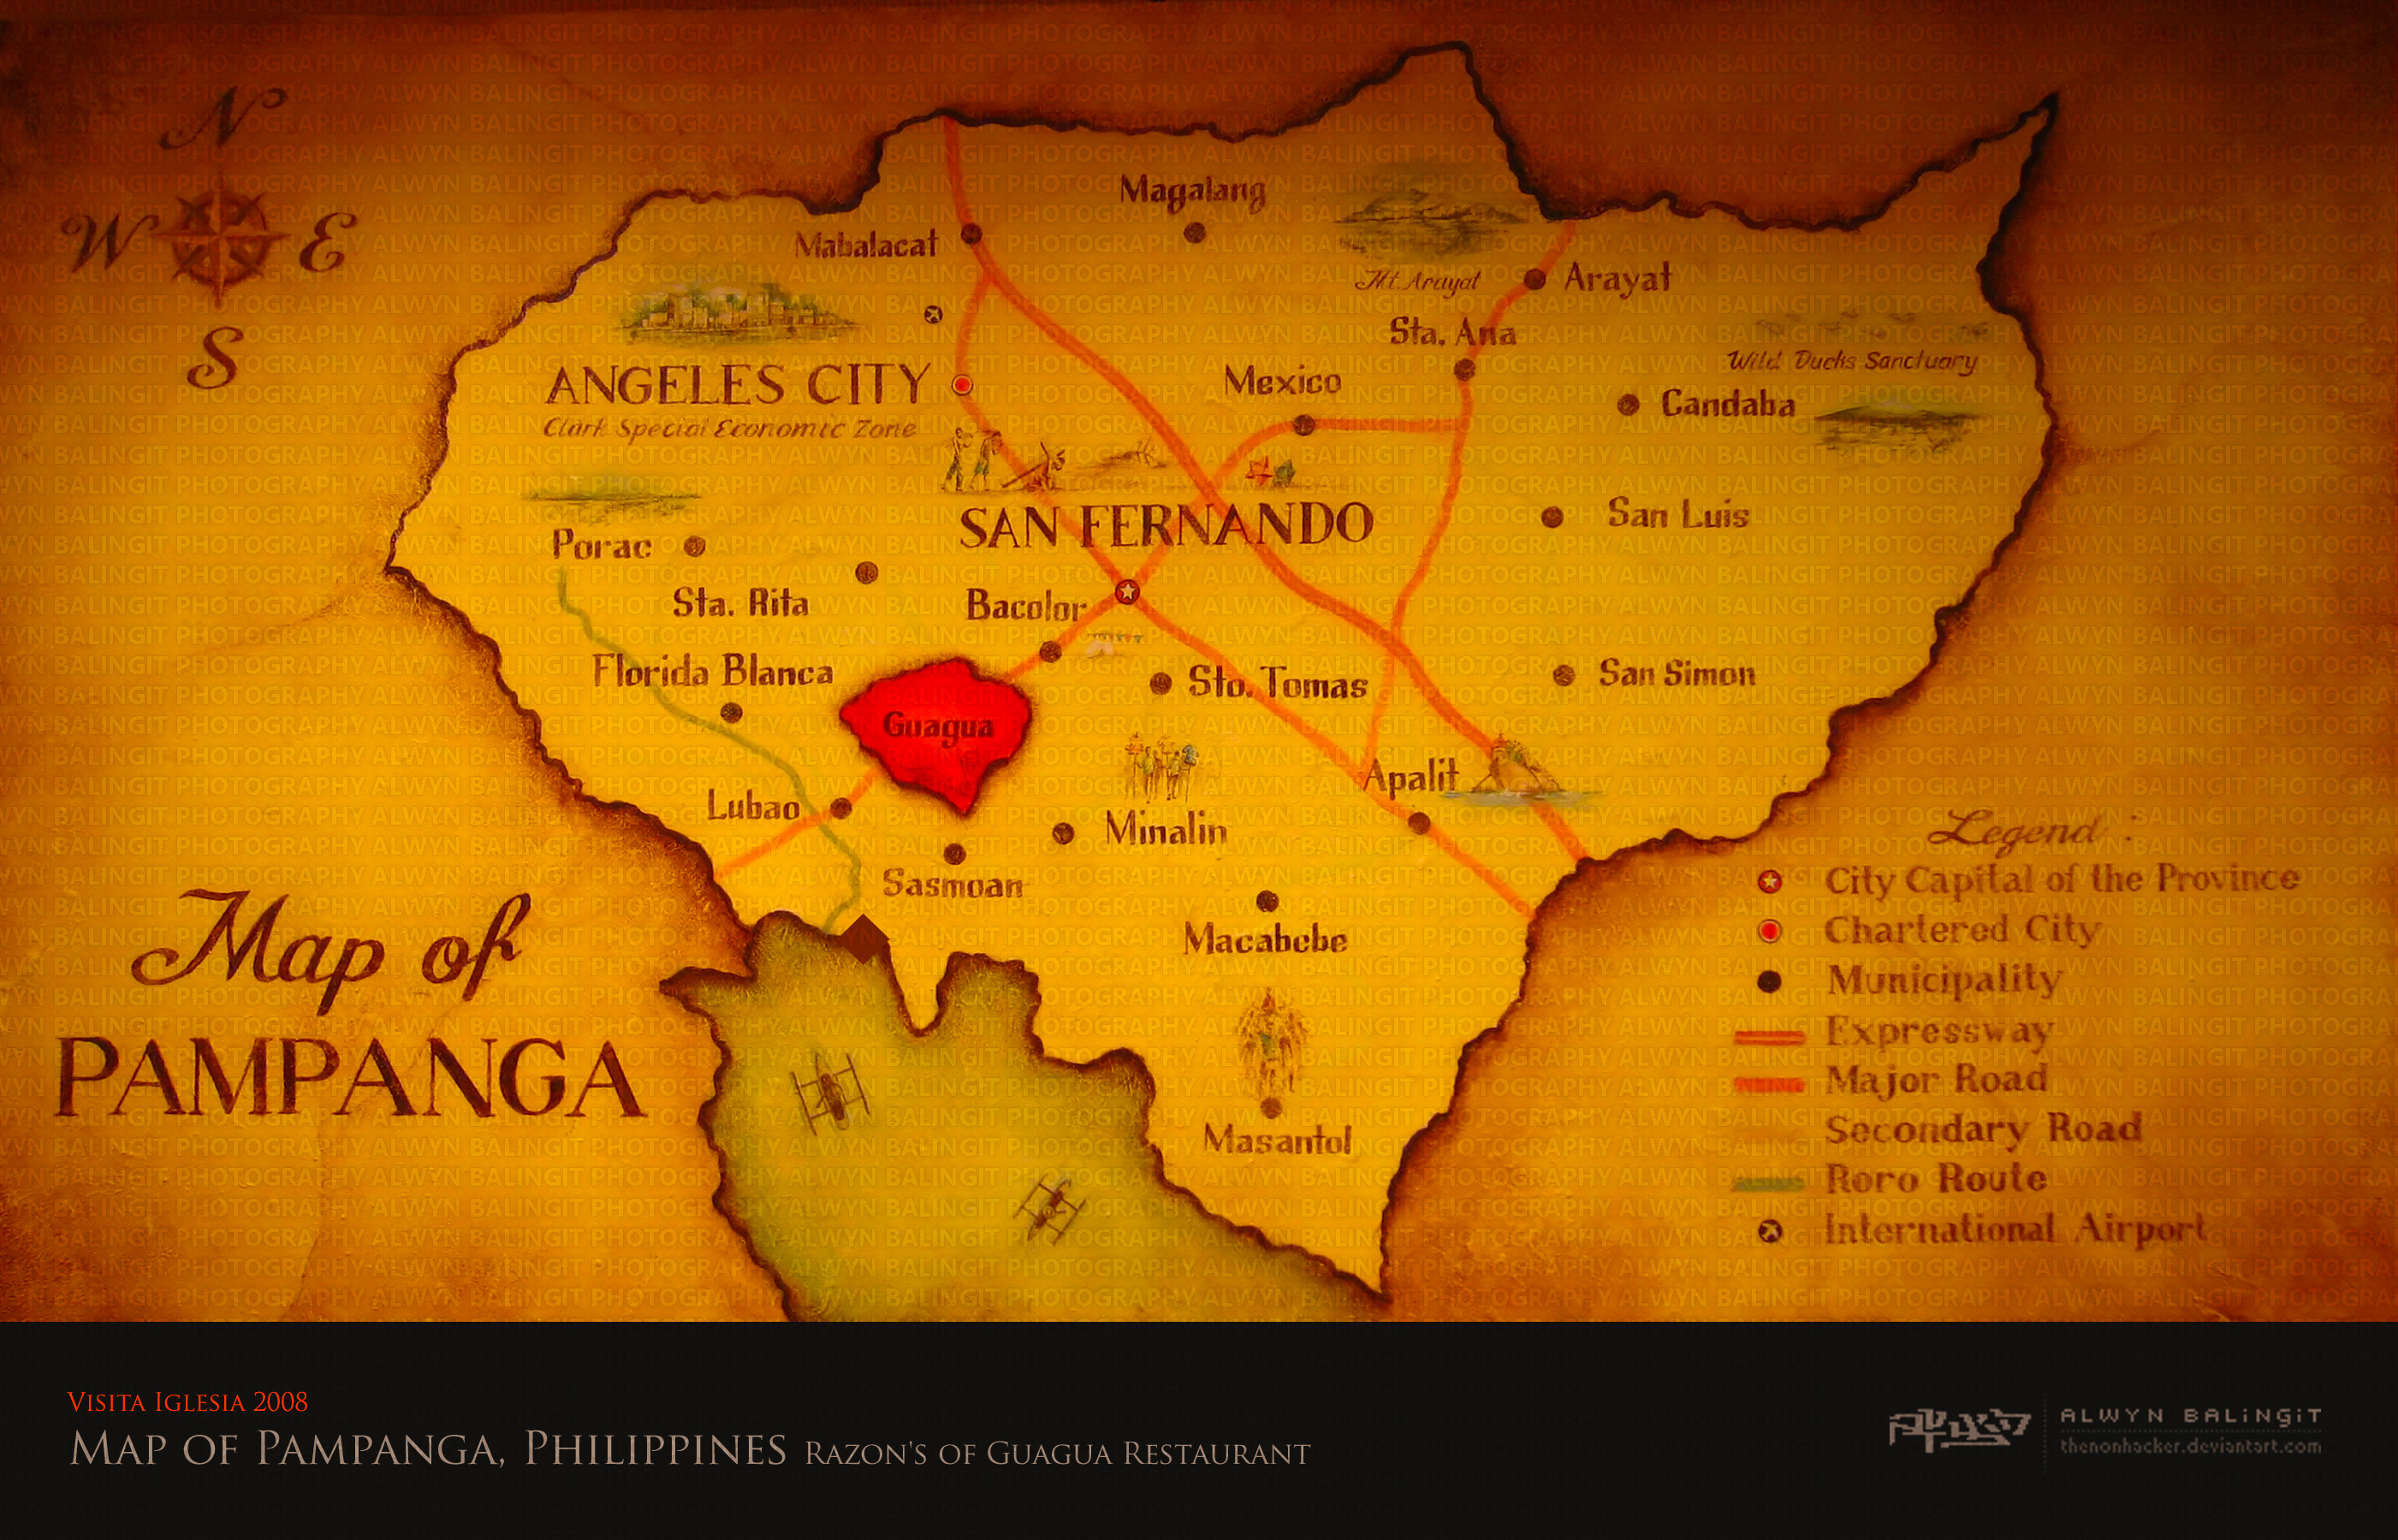 N
W E
S
Magalang
Mabalacat
Mt. Arayat
Arayat
Sta. Ana
Wild Ducks Sanctuary
ANGELES CITY
Mexico
Candaba
Clark Special Economic Zone
SAN FERNANDO
San Luis
Porac
Sta. Rita
Bacolor
Florida Blanca
Sto. Tomas
San Simon
Guagua
Apalit
Lubao
Minalin
Sasmoan
Macabebe
Masantol
Map of
PAMPANGA
Legend :
City Capital of the Province
Chartered City
Municipality
Expressway
Major Road
Secondary Road
Roro Route
International Airport
ALWYN BALINGIT PHOTOGRAPHY
VISITA IGLESIA 2008
MAP OF PAMPANGA, PHILIPPINES RAZON'S OF GUAGUA RESTAURANT
ALWYN BALiNGiT
thenonhacker.deviantart.com